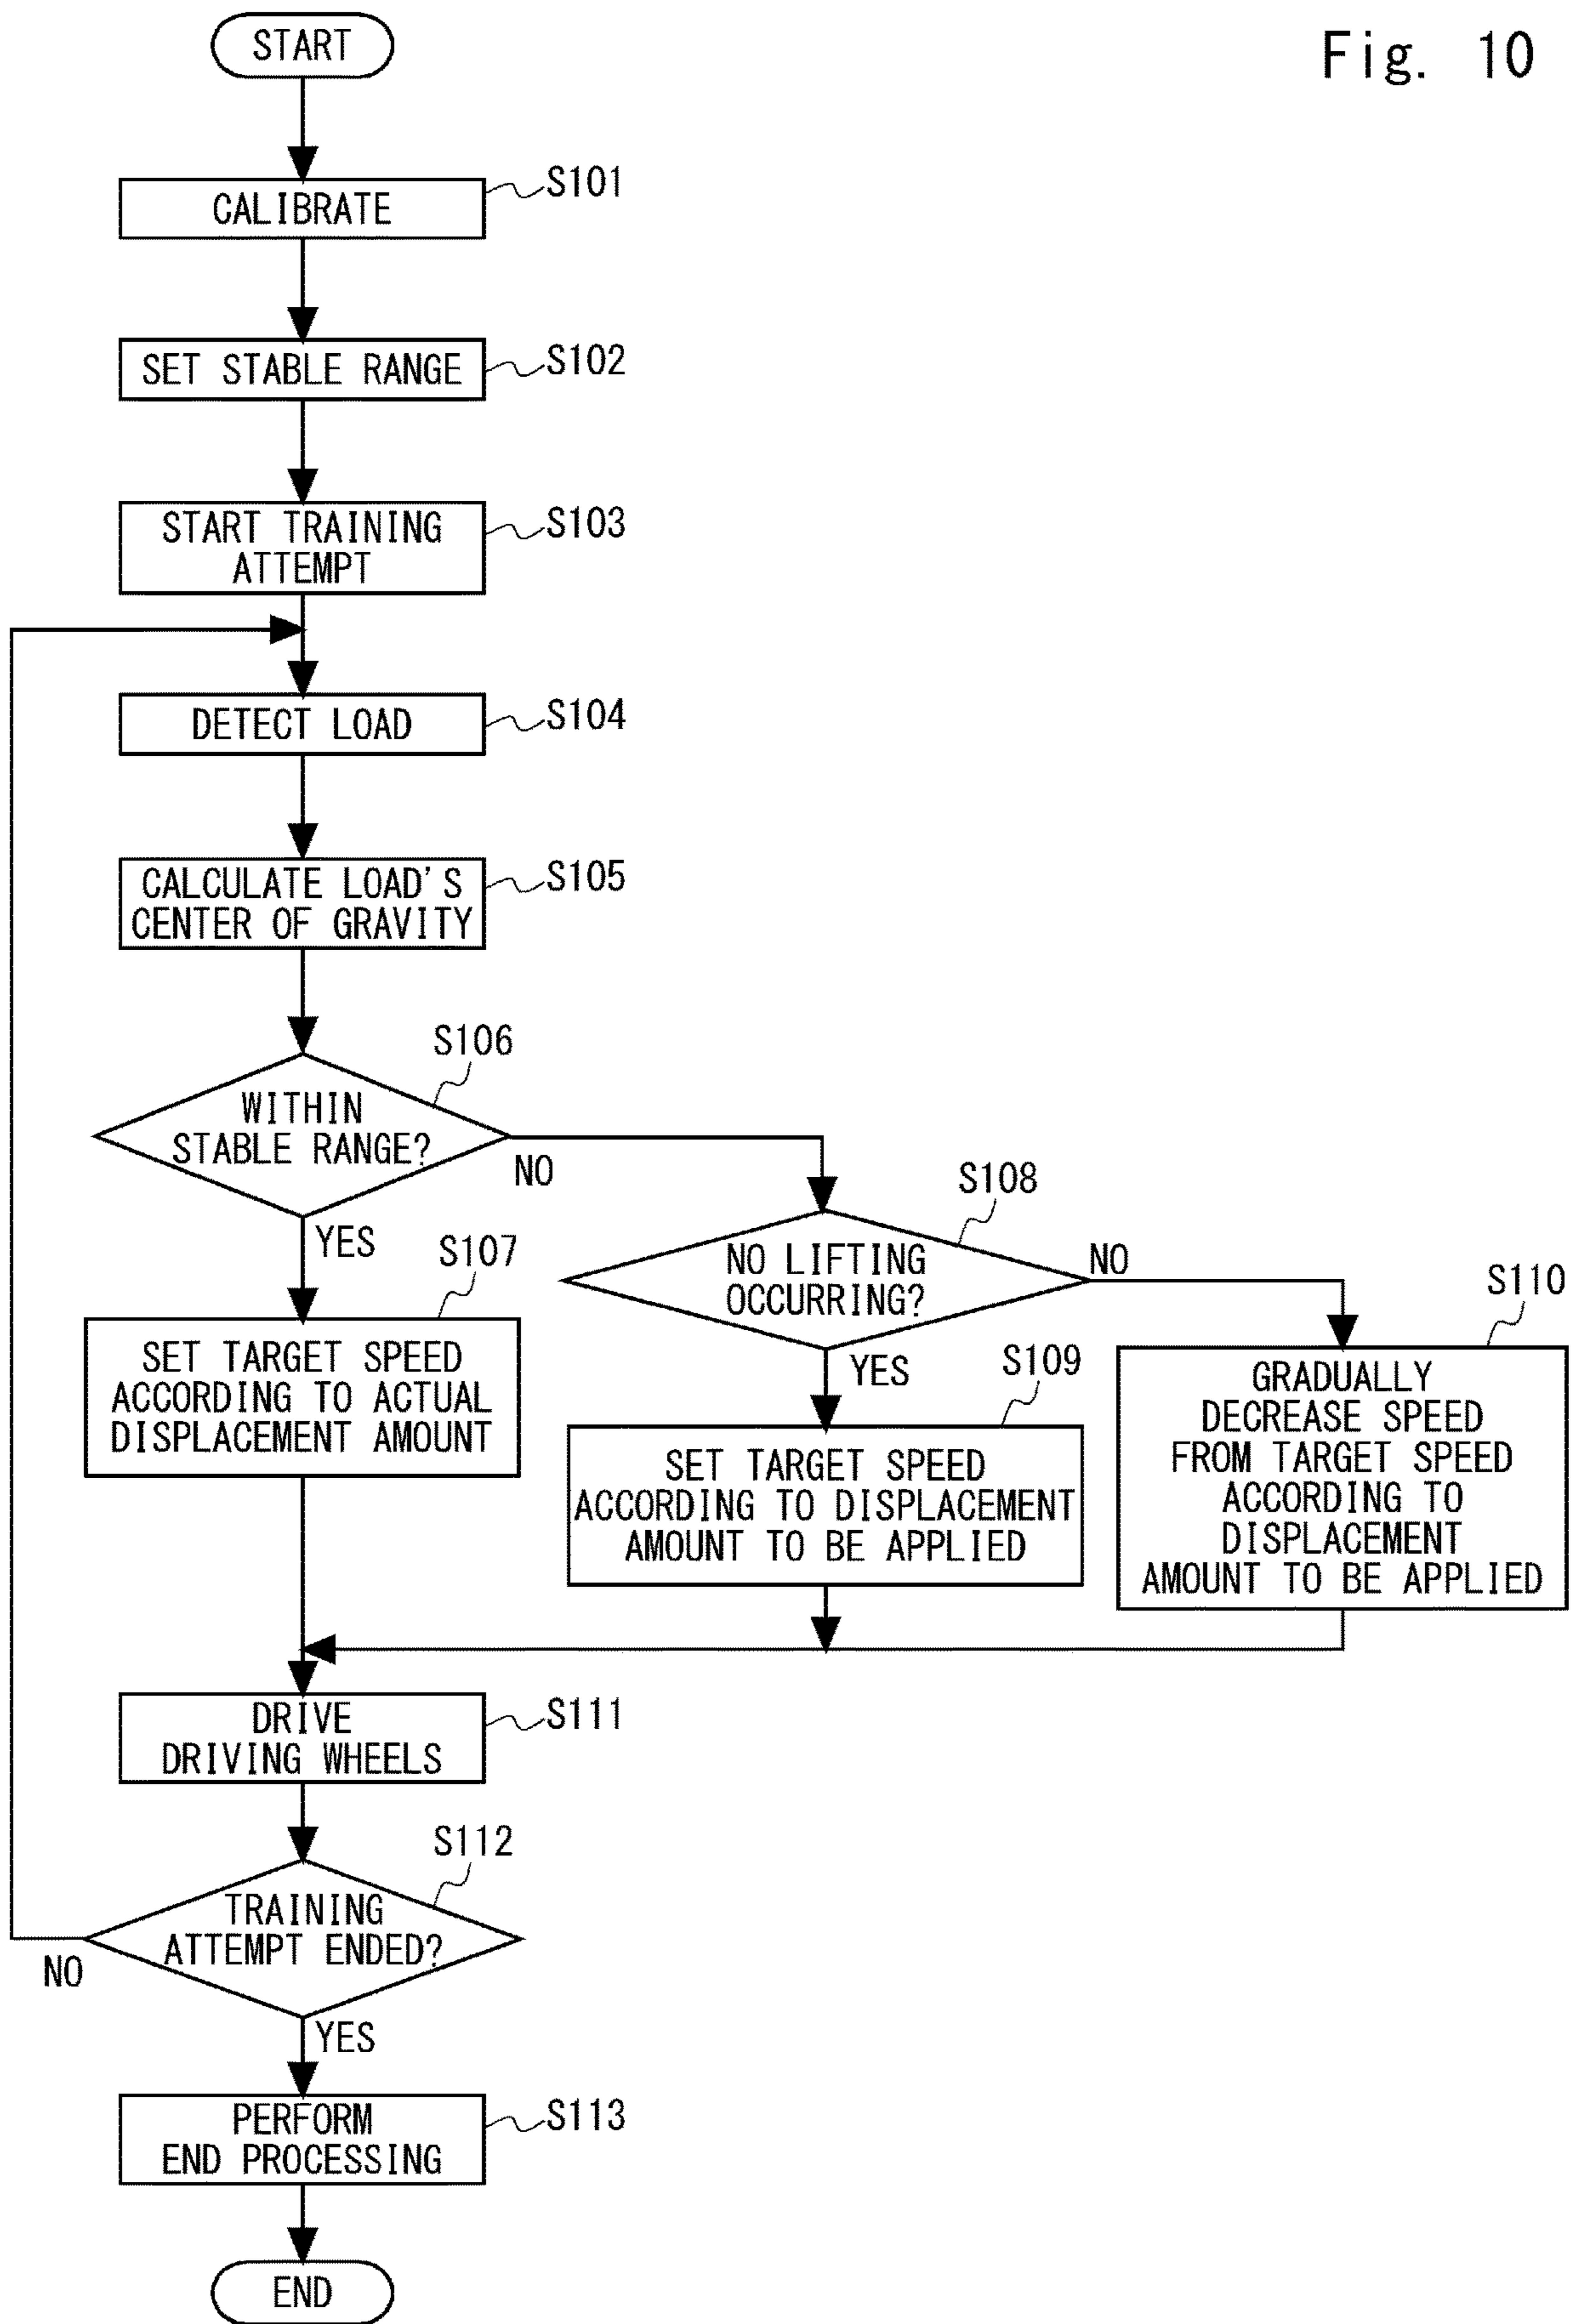 Fig. 10
START
CALIBRATE
S101
SET STABLE RANGE
S102
START TRAINING
ATTEMPT
S103
DETECT LOAD
S104
CALCULATE LOAD'S
CENTER OF GRAVITY
S105
S106
WITHIN
STABLE RANGE?
NO
YES
S107
SET TARGET SPEED
ACCORDING TO ACTUAL
DISPLACEMENT AMOUNT
S108
NO LIFTING
OCCURRING?
NO
YES
S109
SET TARGET SPEED
ACCORDING TO DISPLACEMENT
AMOUNT TO BE APPLIED
S110
GRADUALLY
DECREASE SPEED
FROM TARGET SPEED
ACCORDING TO
DISPLACEMENT
AMOUNT TO BE APPLIED
DRIVE
DRIVING WHEELS
S111
S112
TRAINING
ATTEMPT ENDED?
NO
YES
PERFORM
END PROCESSING
S113
END